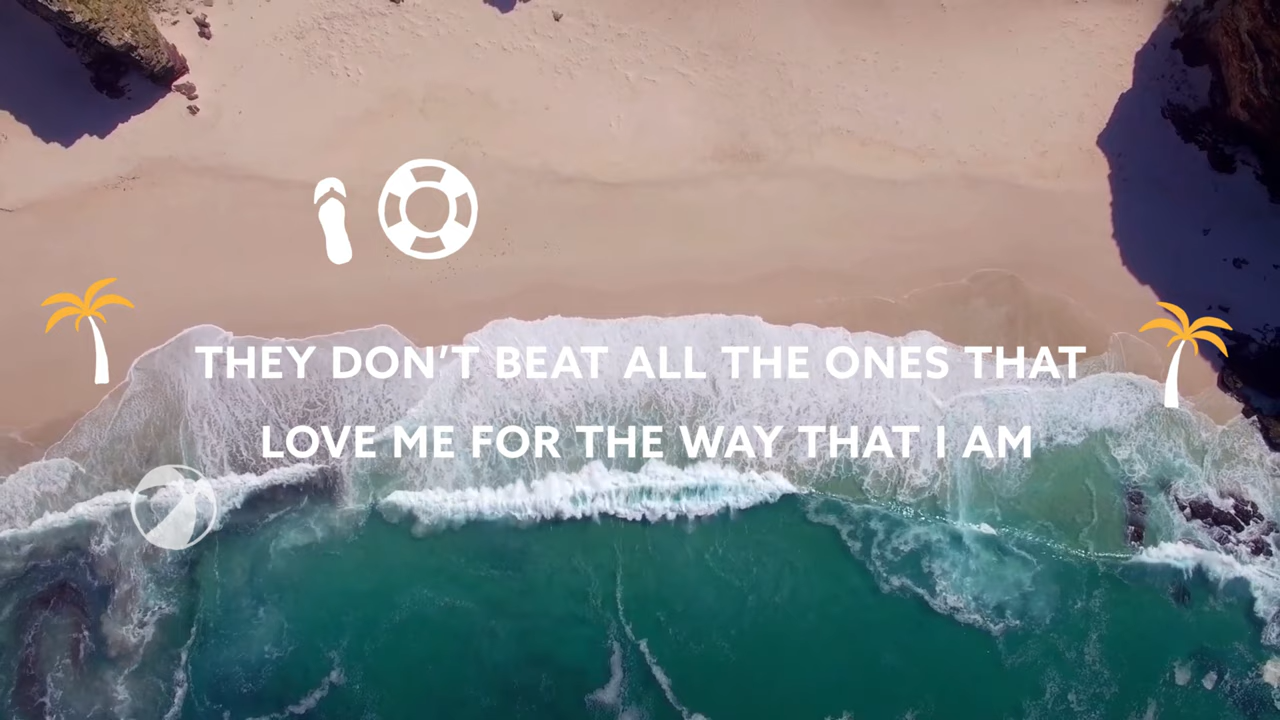 THEY DON’T BEAT ALL THE ONES THAT
LOVE ME FOR THE WAY THAT I AM